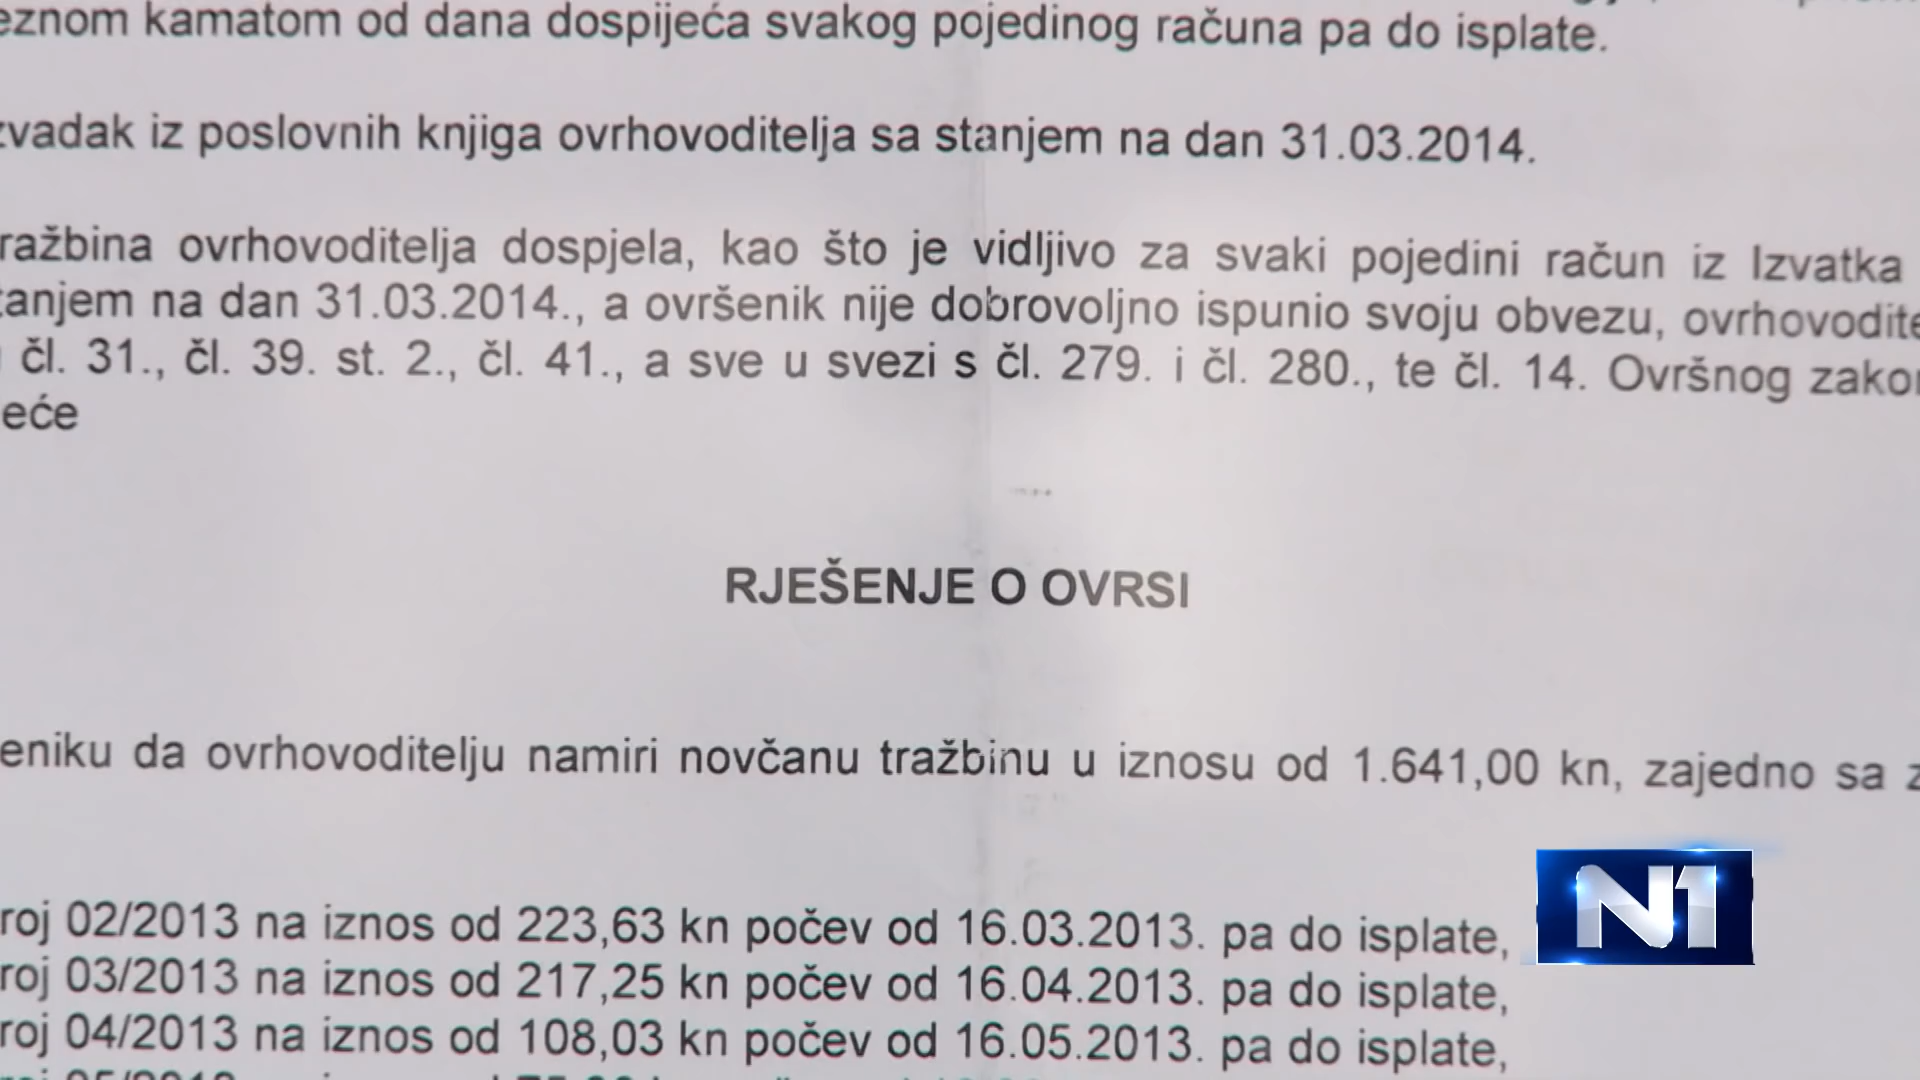 eznom kamatom od dana dospijeća svakog pojedinog računa pa do isplate.
zvadak iz poslovnih knjiga ovrhovoditelja sa stanjem na dan 31.03.2014.
ražbina ovrhovoditelja dospjela, kao što je vidljivo za svaki pojedini račun iz Izvatka
tanjem na dan 31.03.2014., a ovršenik nije dobrovoljno ispunio svoju obvezu, ovrhovodite
čl. 31., čl. 39. st. 2., čl. 41., a sve u svezi s čl. 279. i čl. 280., te čl. 14. Ovršnog zakon
eće
RJEŠENJE O OVRSI
eniku da ovrhovoditelju namiri novčanu tražbinu u iznosu od 1.641,00 kn, zajedno sa z
roj 02/2013 na iznos od 223,63 kn počev od 16.03.2013. pa do isplate,
N1
roj 03/2013 na iznos od 217,25 kn počev od 16.04.2013. pa do isplate,
roj 04/2013 na iznos od 108,03 kn počev od 16.05.2013. pa do isplate,